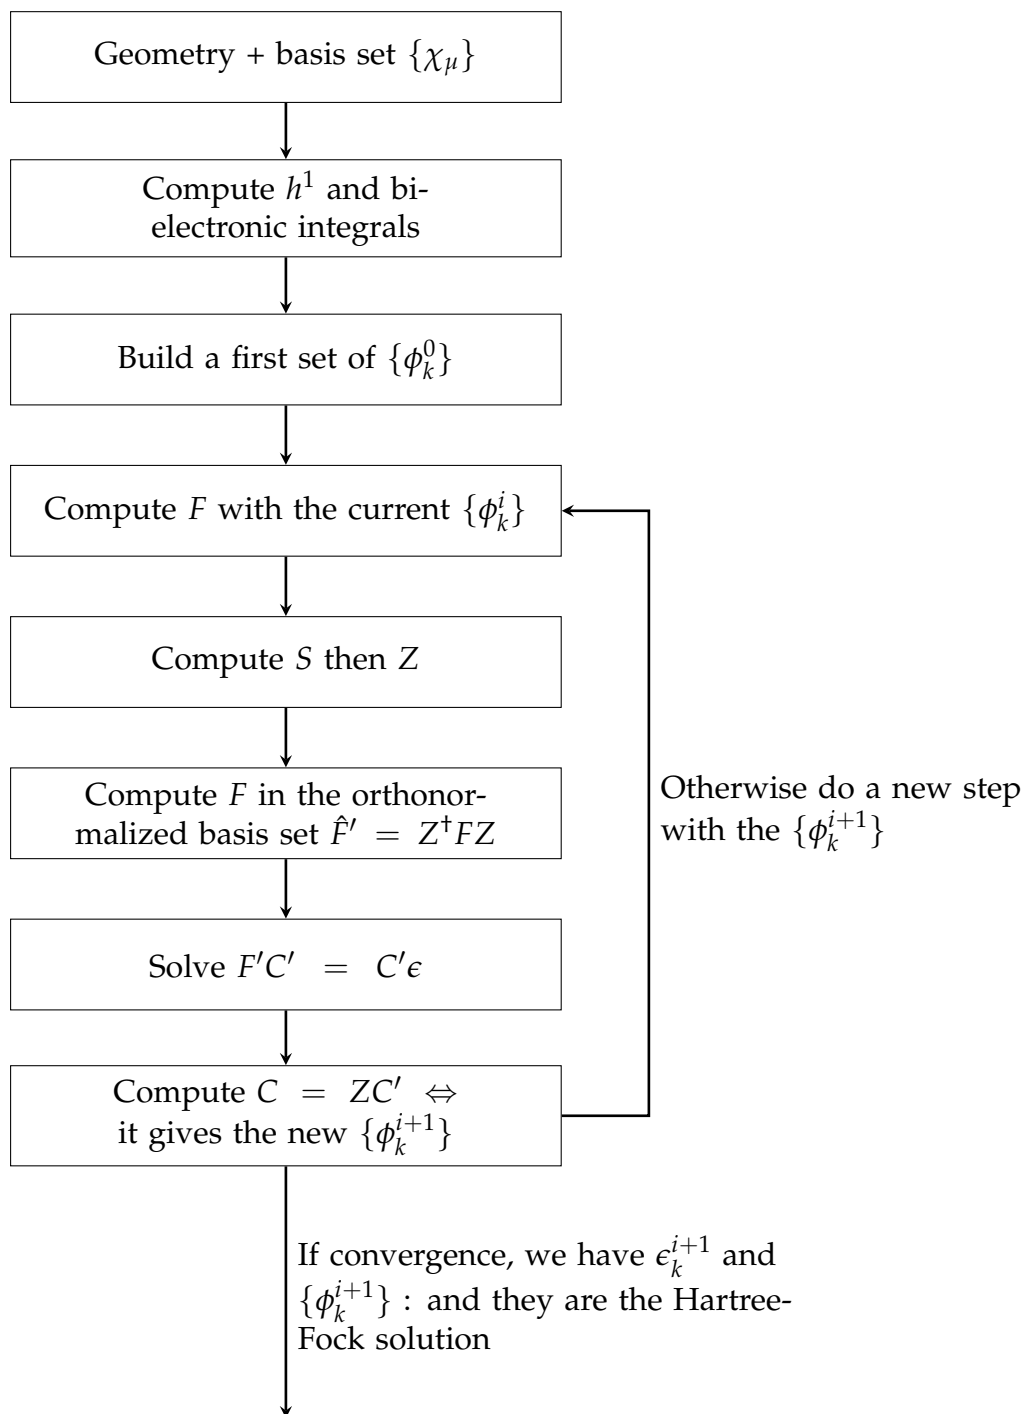 Geometry + basis set {χ_μ}
Compute h¹ and bi-
electronic integrals
Build a first set of {ϕ_k^0}
Compute F with the current {ϕ_k^i}
Compute S then Z
Compute F in the orthonor-
malized basis set F̂′ = Z†FZ
Otherwise do a new step
with the {ϕ_k^{i+1}}
Solve F′C′ = C′ϵ
Compute C = ZC′ ⇔
it gives the new {ϕ_k^{i+1}}
If convergence, we have ϵ_k^{i+1} and
{ϕ_k^{i+1}} : and they are the Hartree-
Fock solution